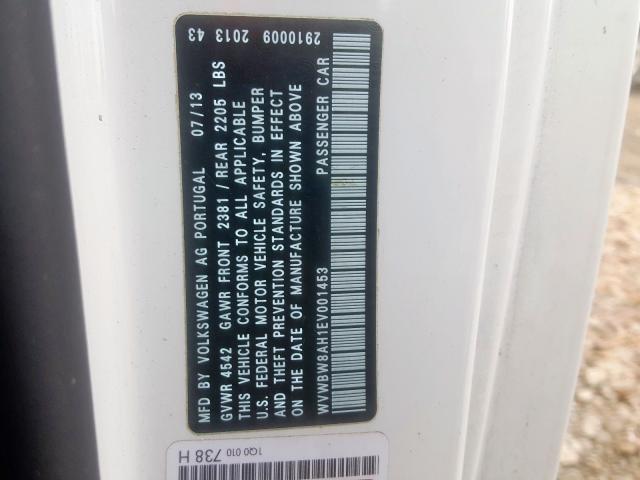 2910009 2013 43
MFD BY VOLKSWAGEN AG PORTUGAL 07/13
GVWR 4542 GAWR FRONT 2381 / REAR 2205 LBS
THIS VEHICLE CONFORMS TO ALL APPLICABLE
U.S. FEDERAL MOTOR VEHICLE SAFETY, BUMPER
AND THEFT PREVENTION STANDARDS IN EFFECT
ON THE DATE OF MANUFACTURE SHOWN ABOVE
WVWBW8AH1EV001453 PASSENGER CAR
1Q0 010 738 H